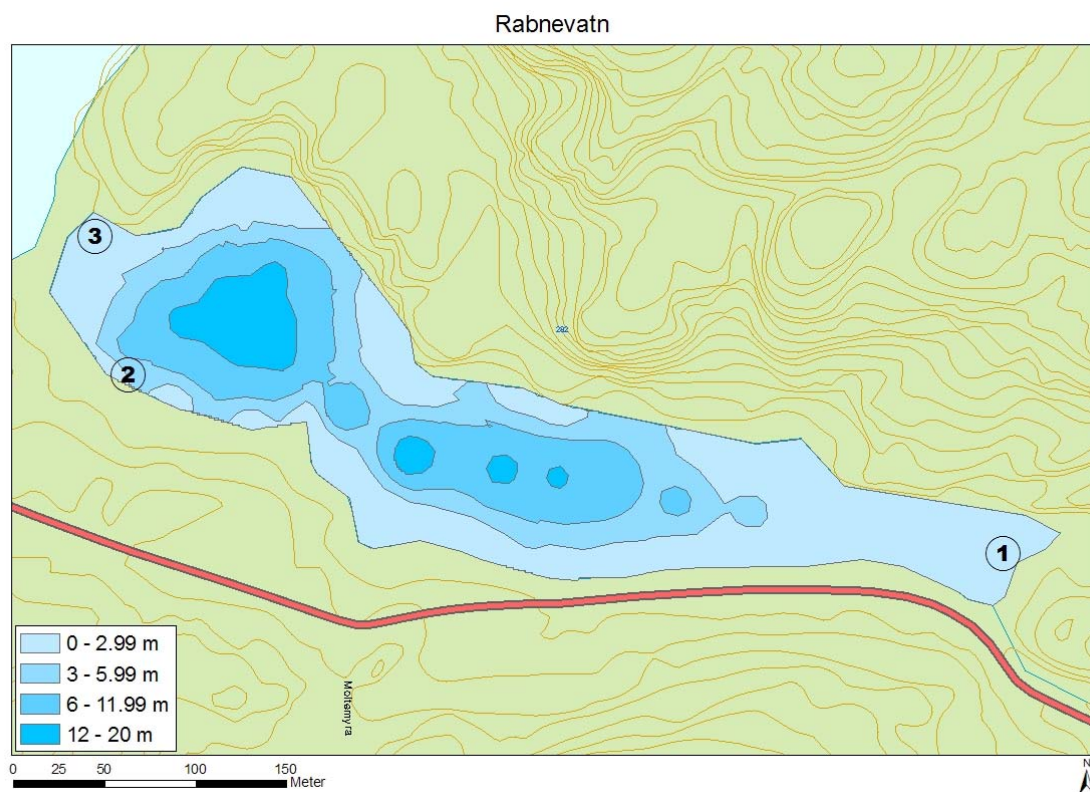 Rabnevatn
3
282
2
1
0 - 2.99 m
3 - 5.99 m
6 - 11.99 m
12 - 20 m
Moltemyra
0 25 50 100 150
Meter
N